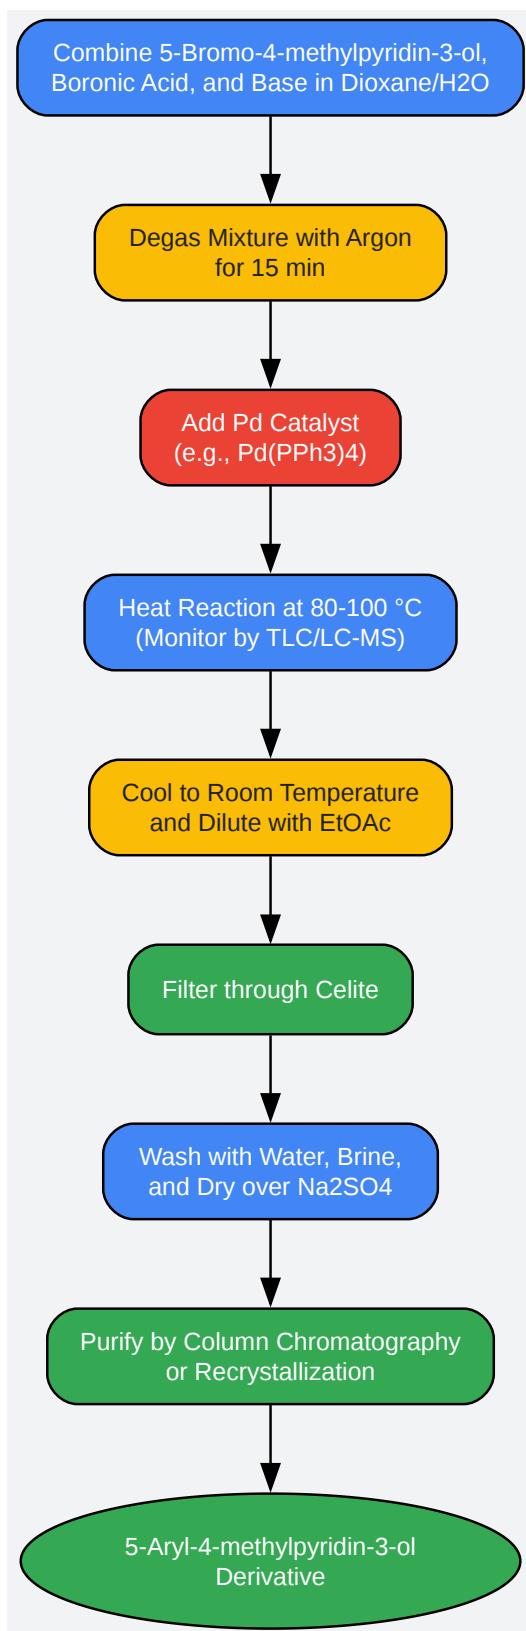 Combine 5-Bromo-4-methylpyridin-3-ol,
Boronic Acid, and Base in Dioxane/H2O
Degas Mixture with Argon
for 15 min
Add Pd Catalyst
(e.g., Pd(PPh3)4)
Heat Reaction at 80-100 °C
(Monitor by TLC/LC-MS)
Cool to Room Temperature
and Dilute with EtOAc
Filter through Celite
Wash with Water, Brine,
and Dry over Na2SO4
Purify by Column Chromatography
or Recrystallization
5-Aryl-4-methylpyridin-3-ol
Derivative